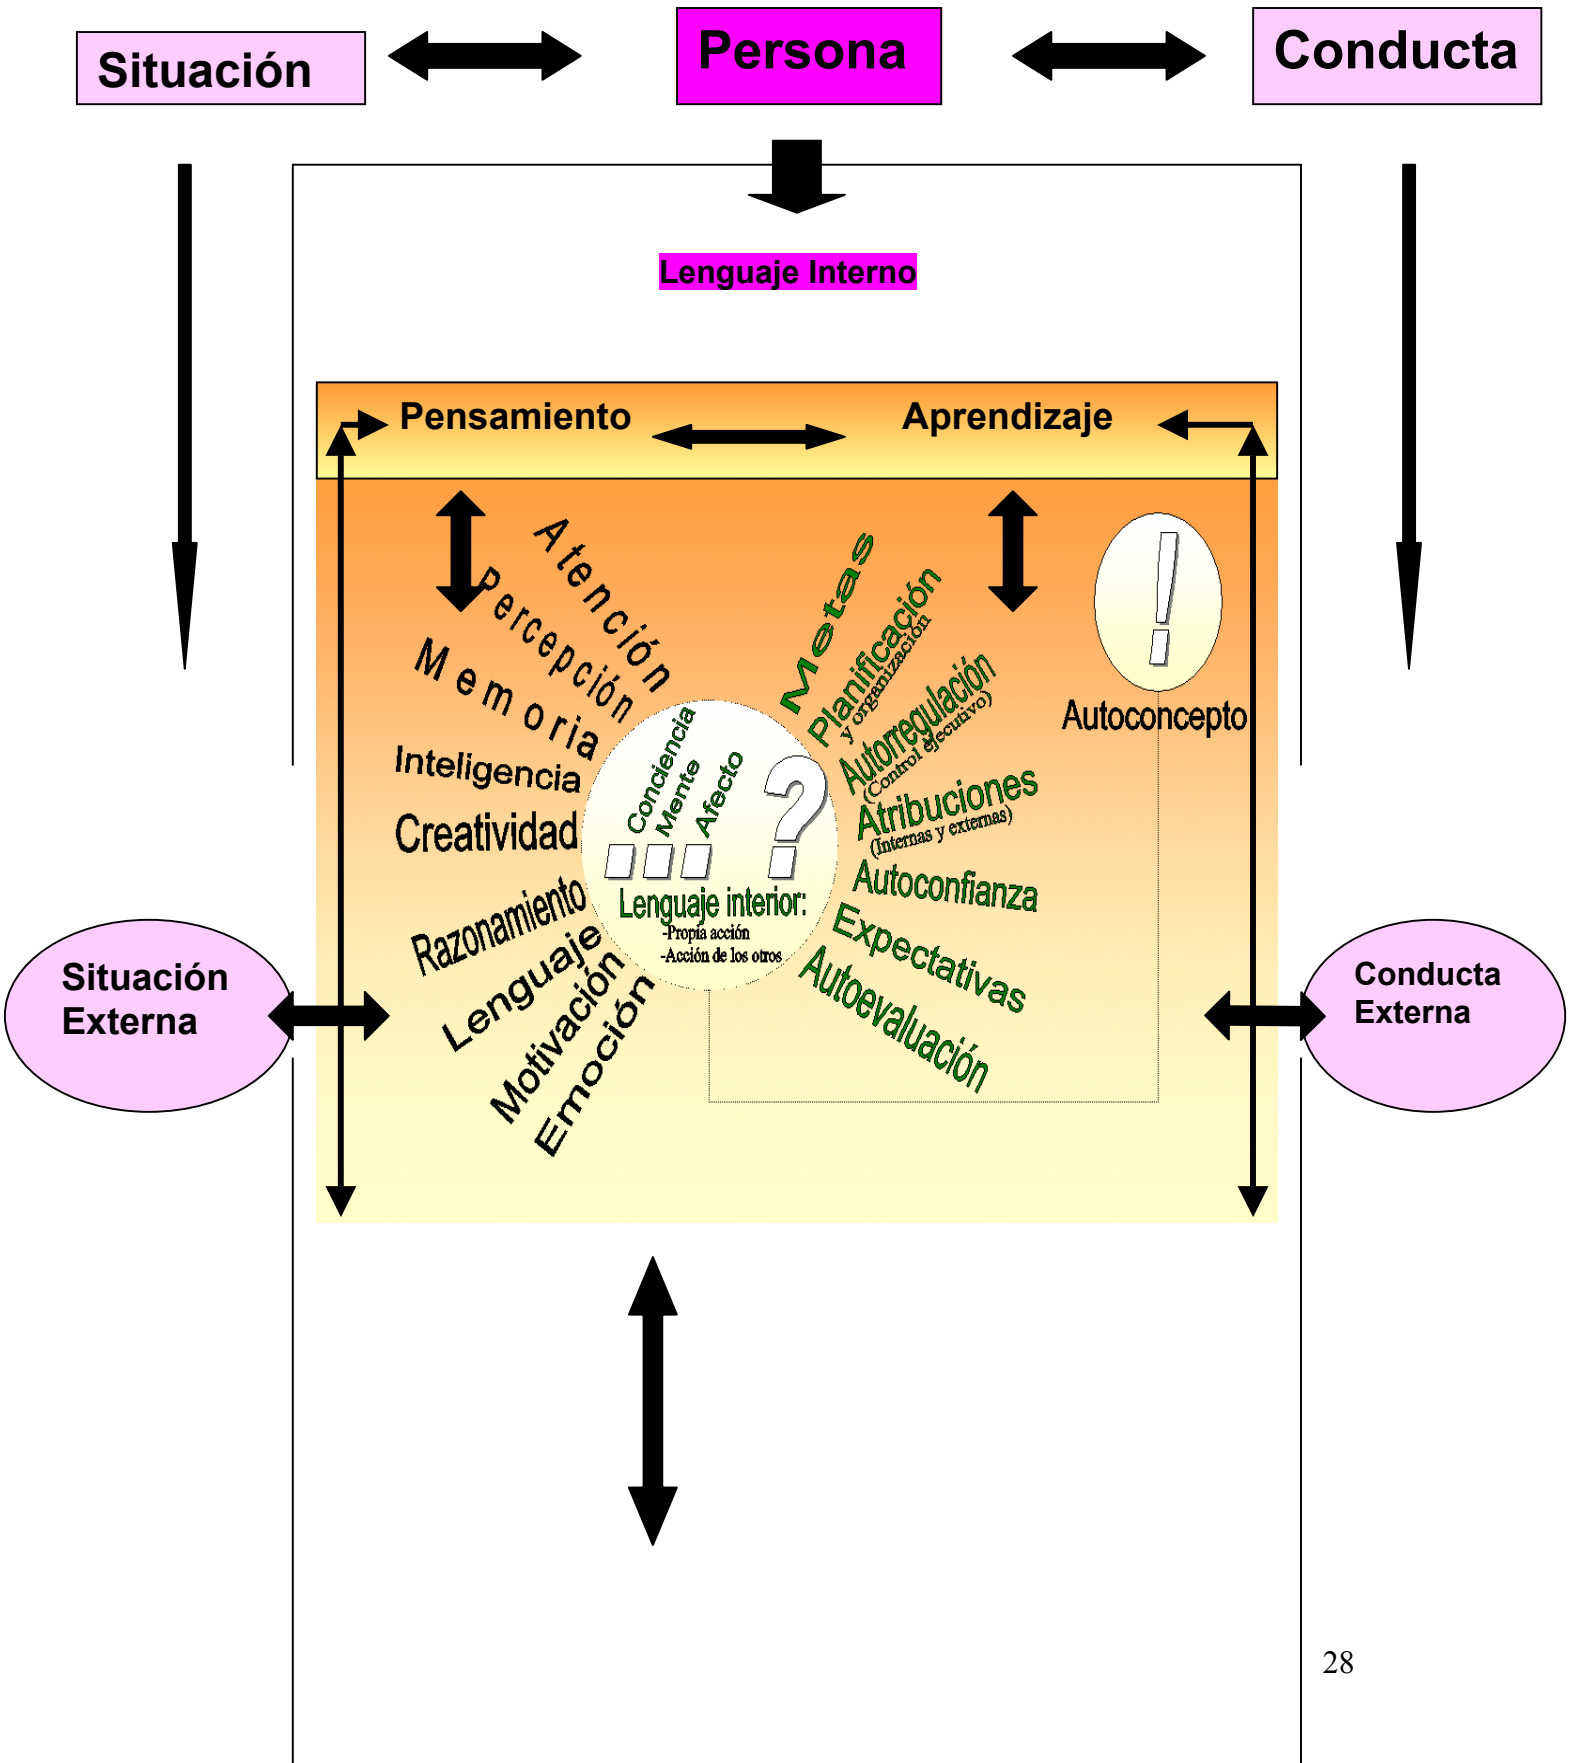 Situación
Persona
Conducta
Lenguaje Interno
Pensamiento
Aprendizaje
Atención
Percepción
Memoria
Inteligencia
Creatividad
Razonamiento
Lenguaje
Motivación
Emoción
Conciencia
Mente
Afecto
... ?
Lenguaje interior:
-Propia acción
-Acción de los otros
Metas
Planificación
y organización
Autorregulación
(Control ejecutivo)
Atribuciones
(Internas y externas)
Autoconfianza
Expectativas
Autoevaluación
!
Autoconcepto
Situación
Externa
Conducta
Externa
28